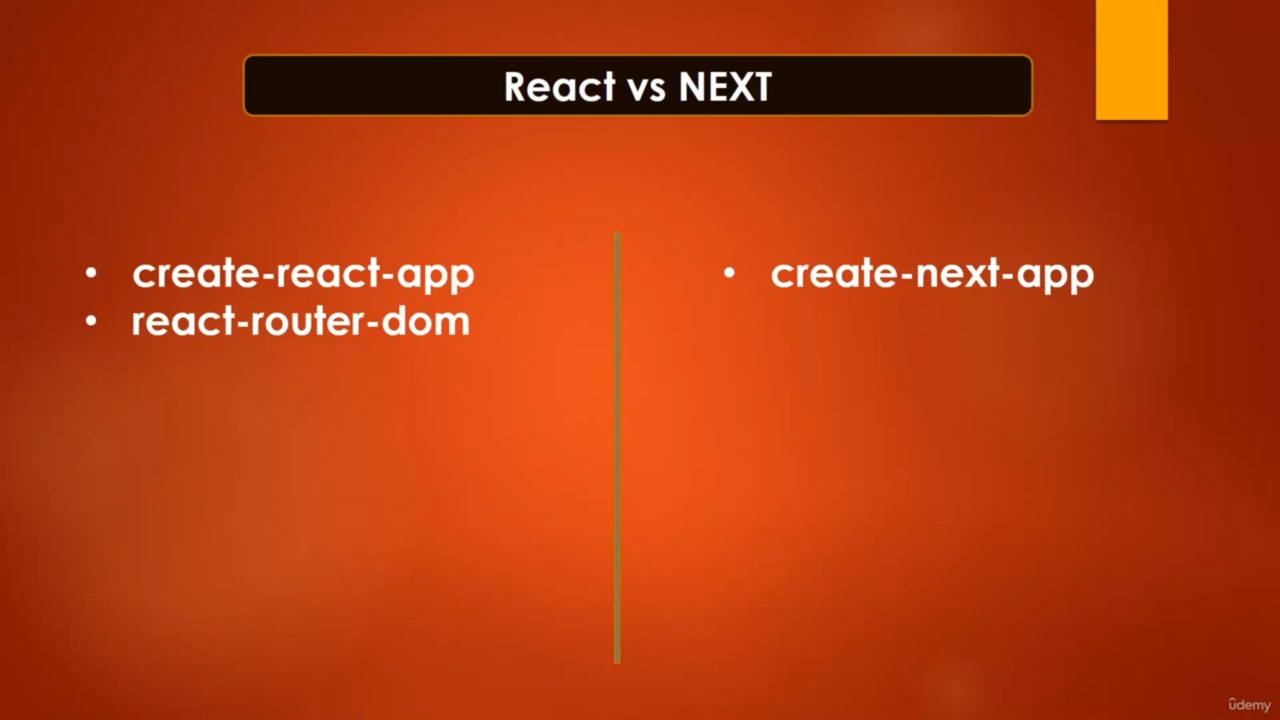 React vs NEXT
• create-react-app
• react-router-dom
• create-next-app
ûdemy